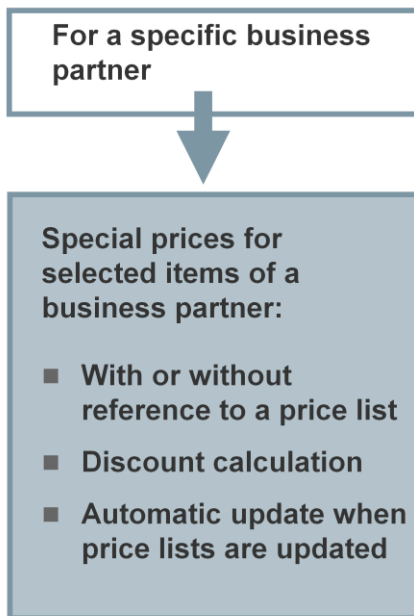 For a specific business
partner
Special prices for
selected items of a
business partner:
■ With or without
reference to a price list
■ Discount calculation
■ Automatic update when
price lists are updated